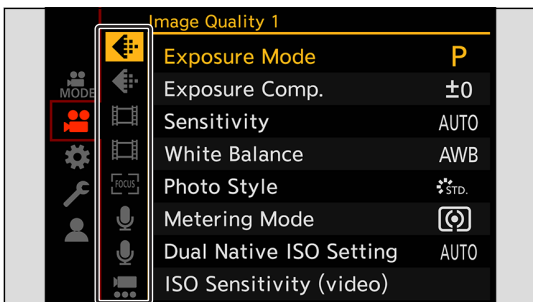 Image Quality 1
Exposure Mode P
Exposure Comp. ±0
MODE
Sensitivity AUTO
White Balance AWB
Photo Style STD.
FOCUS
Metering Mode
Dual Native ISO Setting AUTO
ISO Sensitivity (video)